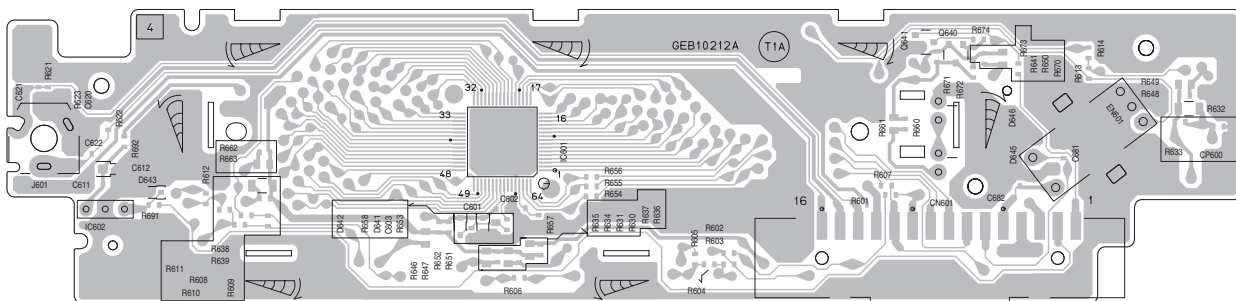 4
GEB10212A
T1A
Q641
Q640
R674
R673
R641
R650
R670
R613
R614
C621
R621
R623
C620
R622
C622
R692
C612
J601
C611
D643
R691
IC602
R612
R662
R663
32
17
33
16
IC601
48
1
49
64
C602
C601
R656
R655
R654
R657
R671
R672
R661
R660
D646
D645
C681
EN601
R649
R648
R632
R633
CP600
R607
16
R601
CN601
C682
1
D642
R658
D641
C603
R653
R635
R634
R631
R630
R637
R636
R638
R639
R611
R608
R610
R609
R646
R647
R652
R651
R606
R605
R602
R603
R604